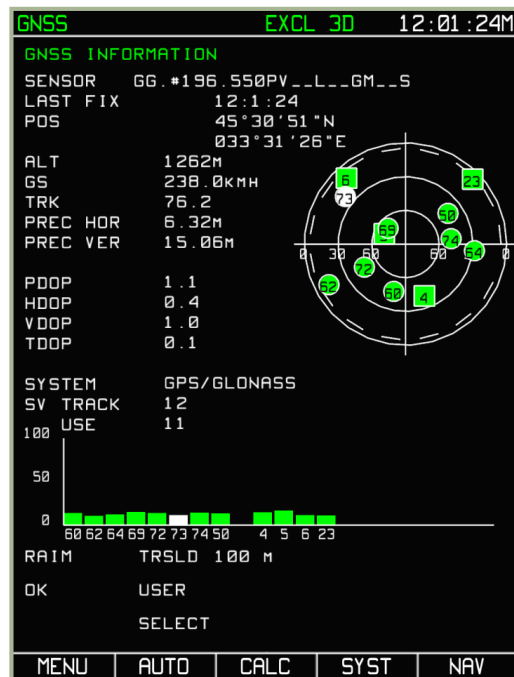 GNSS EXCL 3D 12:01:24M
GNSS INFORMATION
SENSOR GG.#196.550PV__L__GM__S
LAST FIX 12:1:24
POS 45°30'51"N
033°31'26"E
ALT 1262M
GS 238.0KMH
TRK 76.2
PREC HOR 6.32M
PREC VER 15.06M
6 23
73
50
69
74 64
0 30 60 60 0
72
62 60 4
PDOP 1.1
HDOP 0.4
VDOP 1.0
TDOP 0.1
SYSTEM GPS/GLONASS
SV TRACK 12
USE 11
100
50
0
60 62 64 69 72 73 74 50 4 5 6 23
RAIM TRSLD 100 M
OK USER
SELECT
MENU AUTO CALC SYST NAV